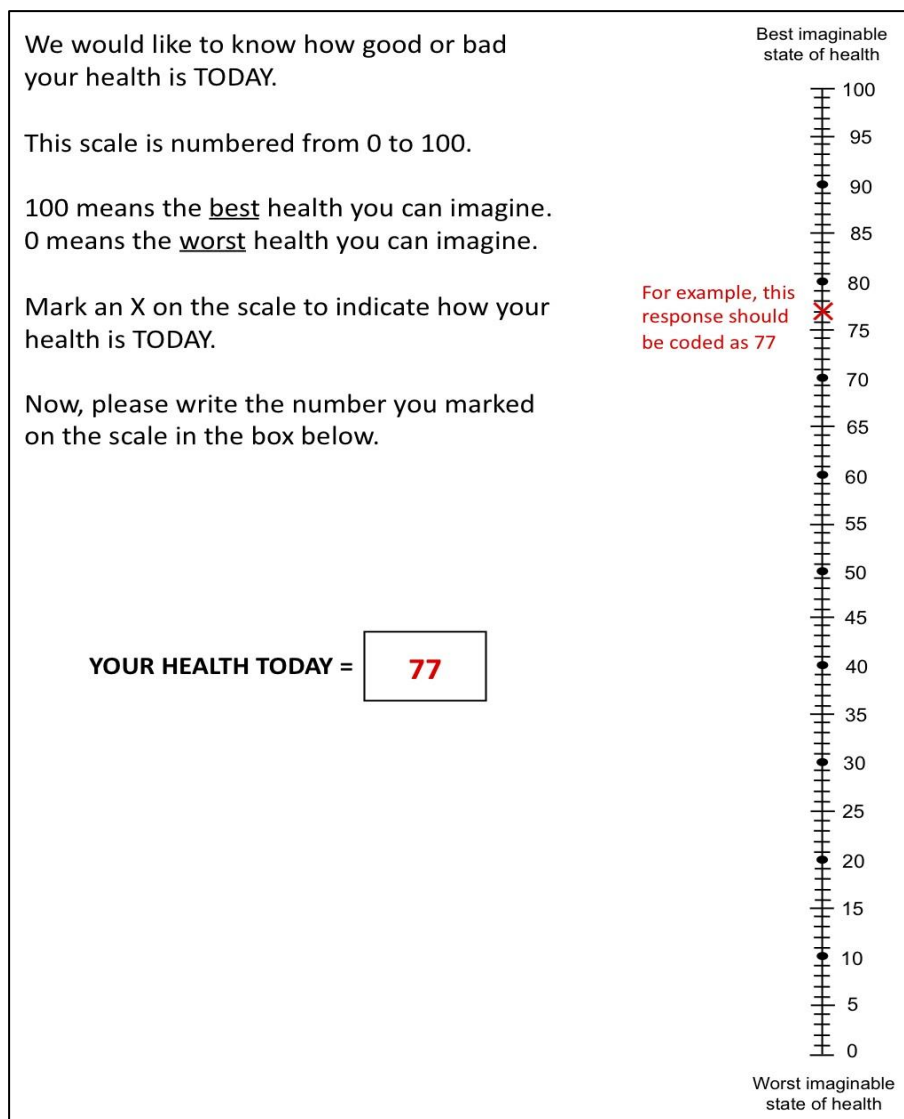 We would like to know how good or bad
your health is TODAY.
This scale is numbered from 0 to 100.
100 means the best health you can imagine.
0 means the worst health you can imagine.
Mark an X on the scale to indicate how your
health is TODAY.
Now, please write the number you marked
on the scale in the box below.
YOUR HEALTH TODAY =
77
For example, this
response should
be coded as 77
Best imaginable
state of health
100
95
90
85
80
75
70
65
60
55
50
45
40
35
30
25
20
15
10
5
0
Worst imaginable
state of health